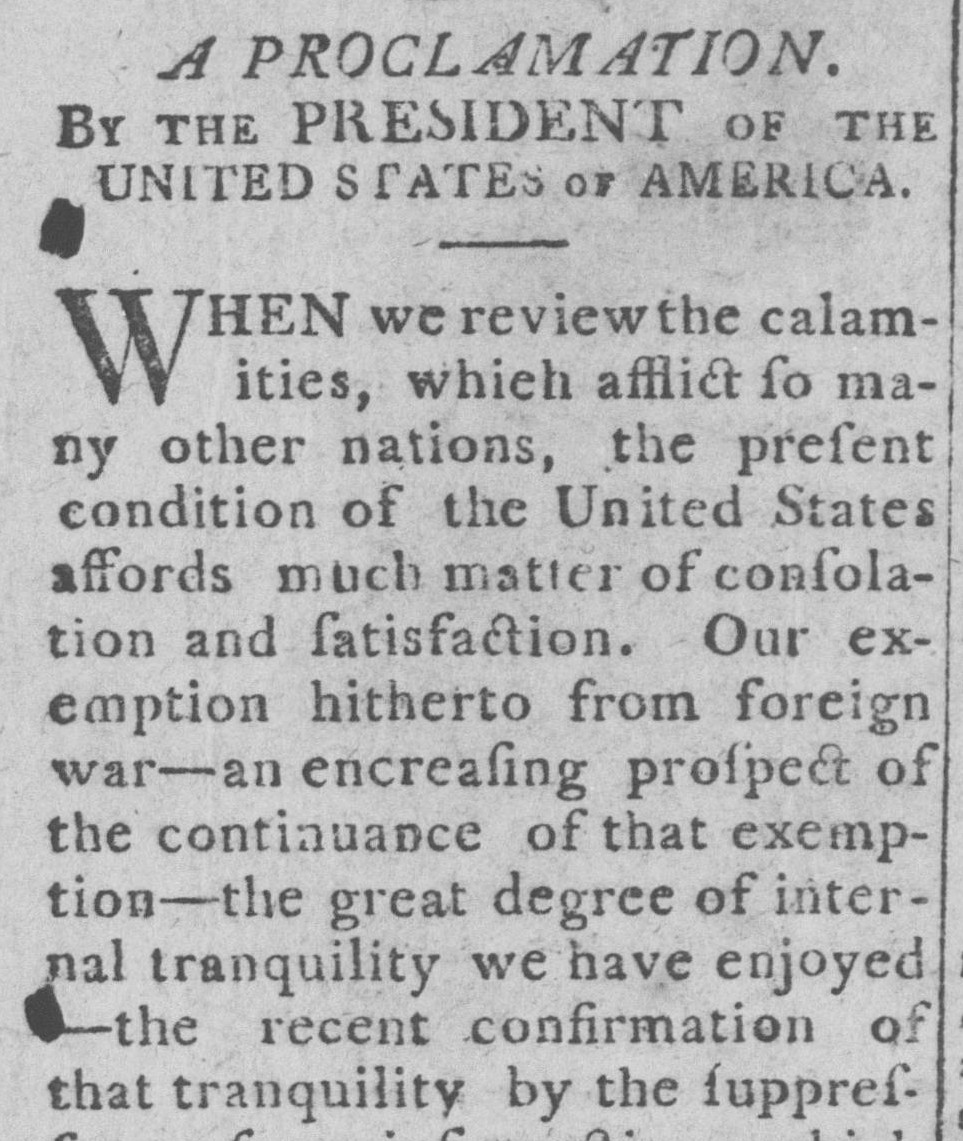 A PROCLAMATION.
BY THE PRESIDENT OF THE
UNITED STATES OF AMERICA.
WHEN we review the calam-
ities, which afflict ſo ma-
ny other nations, the preſent
condition of the United States
affords much matter of conſola-
tion and ſatisfaction. Our ex-
emption hitherto from foreign
war—an encreaſing proſpect of
the continuance of that exemp-
tion—the great degree of inter-
nal tranquility we have enjoyed
—the recent confirmation of
that tranquility by the ſuppreſ-